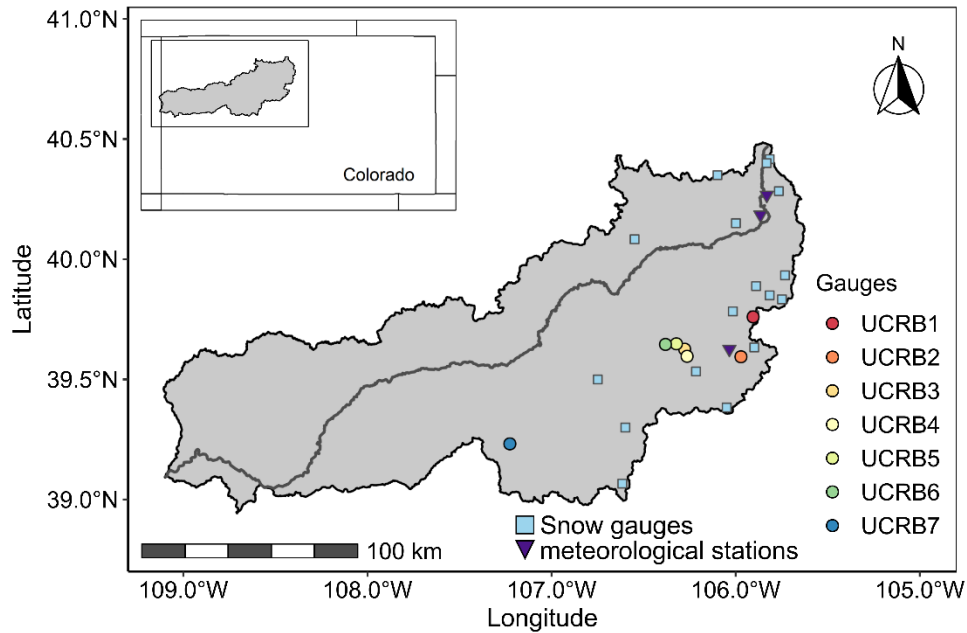 41.0°N
40.5°N
40.0°N
39.5°N
39.0°N
Latitude
Colorado
N
Gauges
UCRB1
UCRB2
UCRB3
UCRB4
UCRB5
UCRB6
UCRB7
Snow gauges
meteorological stations
100 km
109.0°W 108.0°W 107.0°W 106.0°W 105.0°W
Longitude